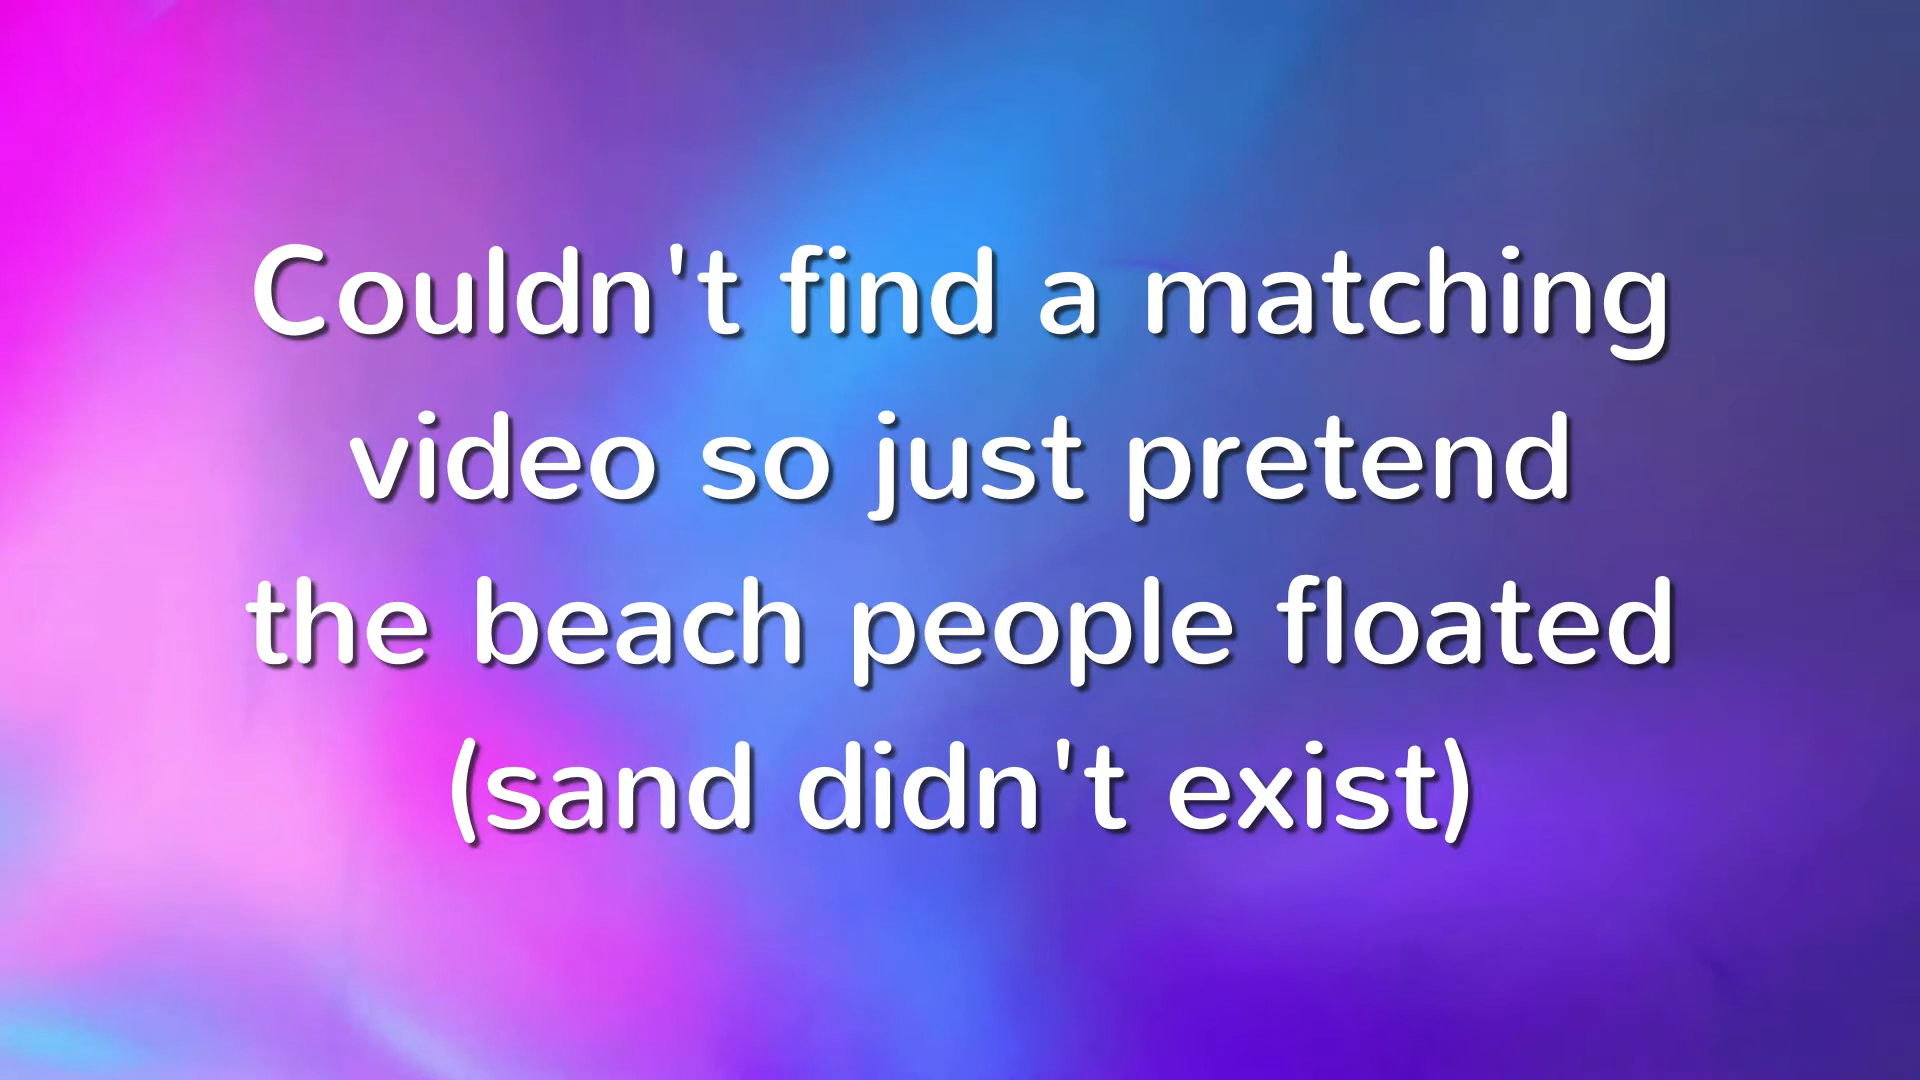 Couldn't find a matching
video so just pretend
the beach people floated
(sand didn't exist)